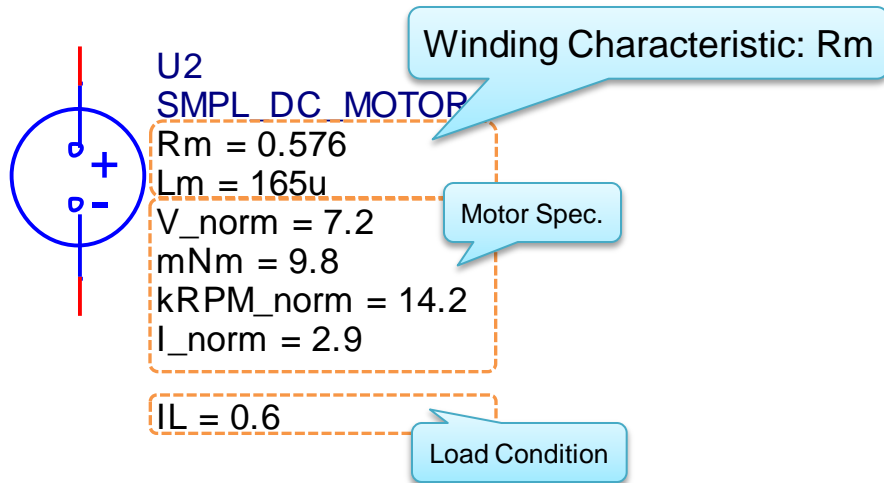 Winding Characteristic: Rm
U2
SMPL_DC_MOTOR
Rm = 0.576
Lm = 165u
V_norm = 7.2
mNm = 9.8
kRPM_norm = 14.2
I_norm = 2.9
Motor Spec.
IL = 0.6
Load Condition
+
-